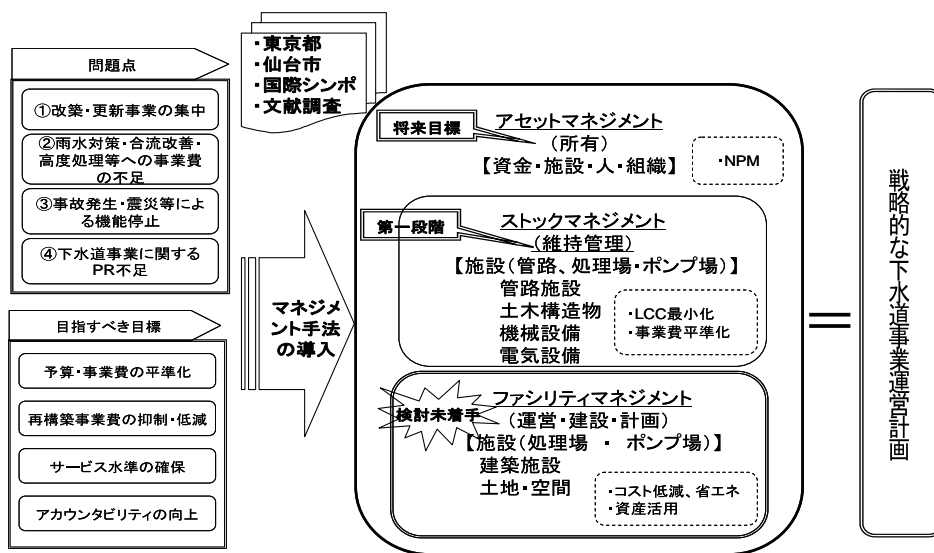 問題点
①改築・更新事業の集中
②雨水対策・合流改善・
高度処理等への事業費
の不足
③事故発生・震災等によ
る機能停止
④下水道事業に関する
PR不足
目指すべき目標
予算・事業費の平準化
再構築事業費の抑制・低減
サービス水準の確保
アカウンタビリティの向上
・東京都
・仙台市
・国際シンポ
・文献調査
マネジメ
ント手法
の導入
将来目標
アセットマネジメント
(所有)
【資金・施設・人・組織】
・NPM
第一段階
ストックマネジメント
(維持管理)
【施設(管路、処理場・ポンプ場)】
管路施設
土木構造物
機械設備
電気設備
・LCC最小化
・事業費平準化
検討未着手
ファシリティマネジメント
(運営・建設・計画)
【施設(処理場 ・ ポンプ場)】
建築施設
土地・空間
・コスト低減、省エネ
・資産活用
=
戦略的な下水道事業運営計画